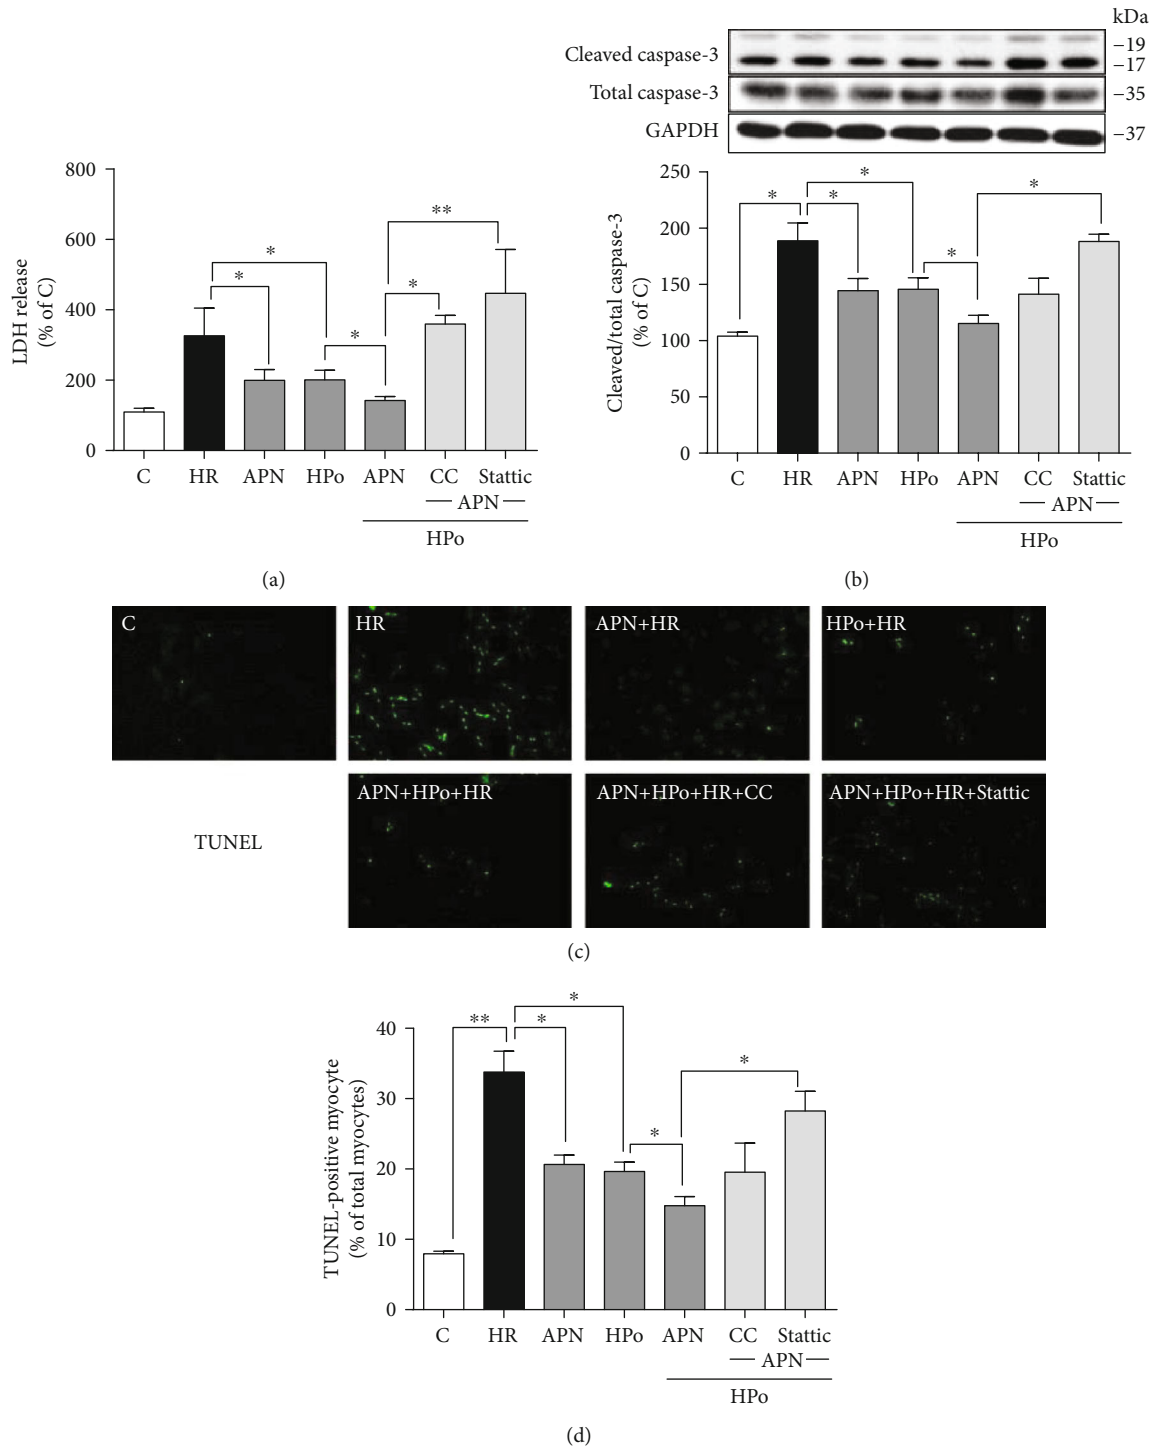 kDa
Cleaved caspase-3
−19
−17
Total caspase-3
−35
GAPDH
−37
LDH release
(% of C)
800
600
400
200
0
**
*
*
*
*
C HR APN HPo APN CC Stattic
APN
HPo
(a)
Cleaved/total caspase-3
(% of C)
250
200
150
100
50
0
*
*
*
*
*
C HR APN HPo APN CC Stattic
APN
HPo
(b)
C
HR
APN+HR
HPo+HR
TUNEL
APN+HPo+HR
APN+HPo+HR+CC
APN+HPo+HR+Stattic
(c)
TUNEL-positive myocyte
(% of total myocytes)
40
30
20
10
0
*
**
*
*
*
C HR APN HPo APN CC Stattic
APN
HPo
(d)